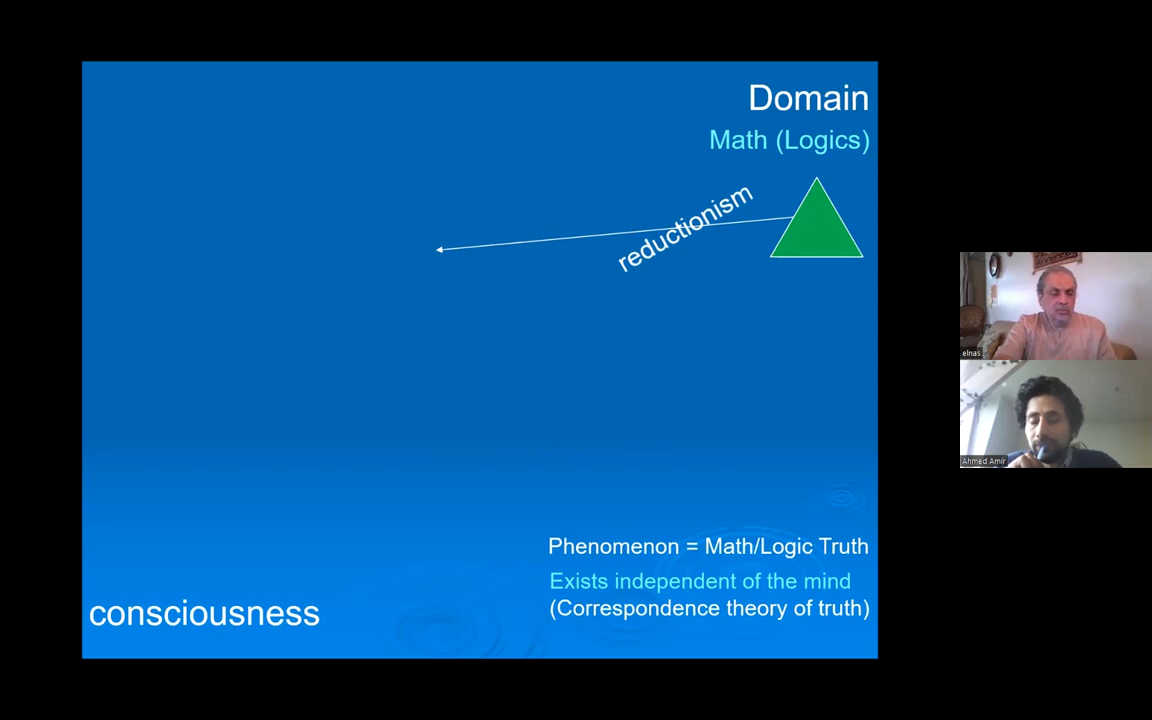 Domain
Math (Logics)
reductionism
Phenomenon = Math/Logic Truth
Exists independent of the mind
(Correspondence theory of truth)
consciousness
elnas
Ahmed Amir